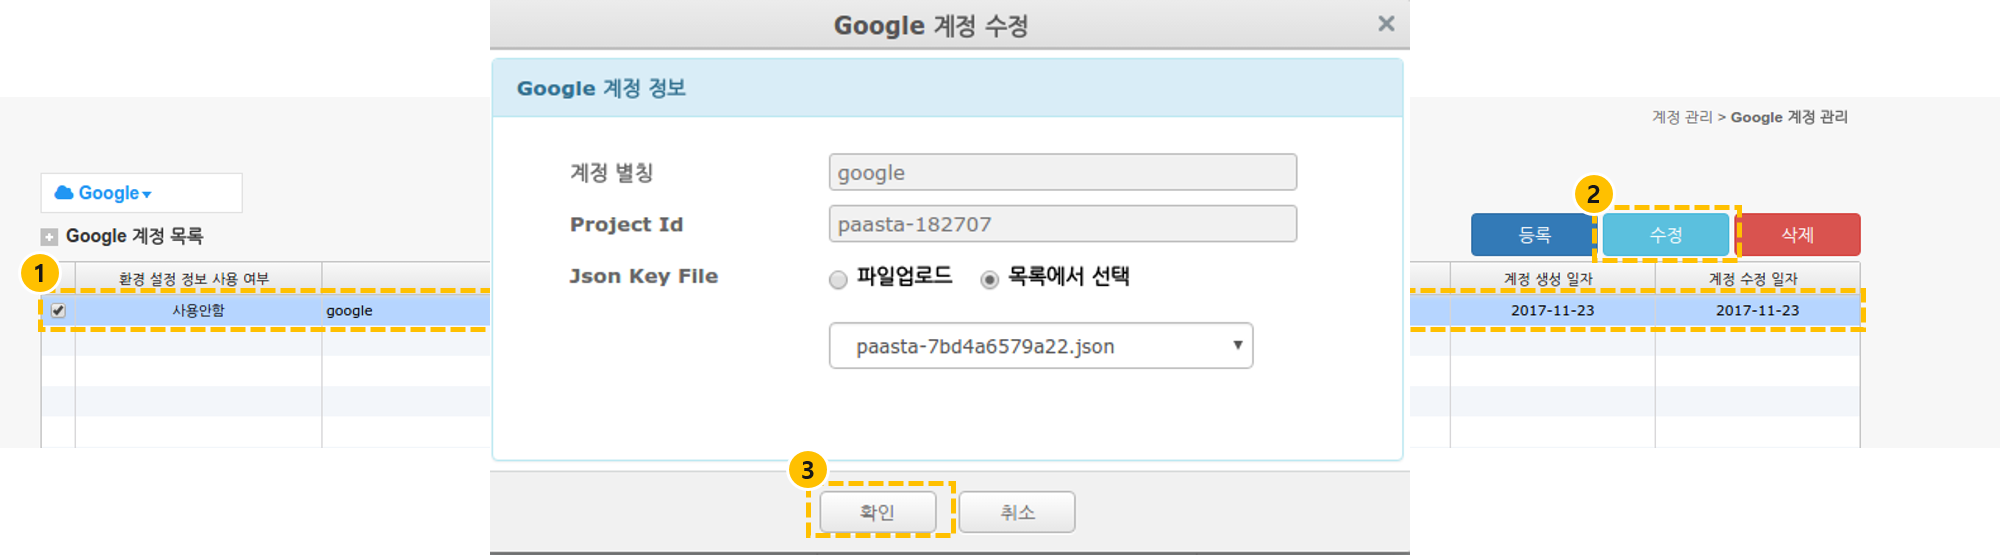 Google 계정 수정
×
Google 계정 정보
계정 관리 > Google 계정 관리
계정 별칭
google
Google
2
Project Id
paasta-182707
등록
수정
삭제
Google 계정 목록
1
Json Key File
파일업로드
목록에서 선택
환경 설정 정보 사용 여부
계정 생성 일자
계정 수정 일자
사용안함
google
2017-11-23
2017-11-23
paasta-7bd4a6579a22.json
3
확인
취소